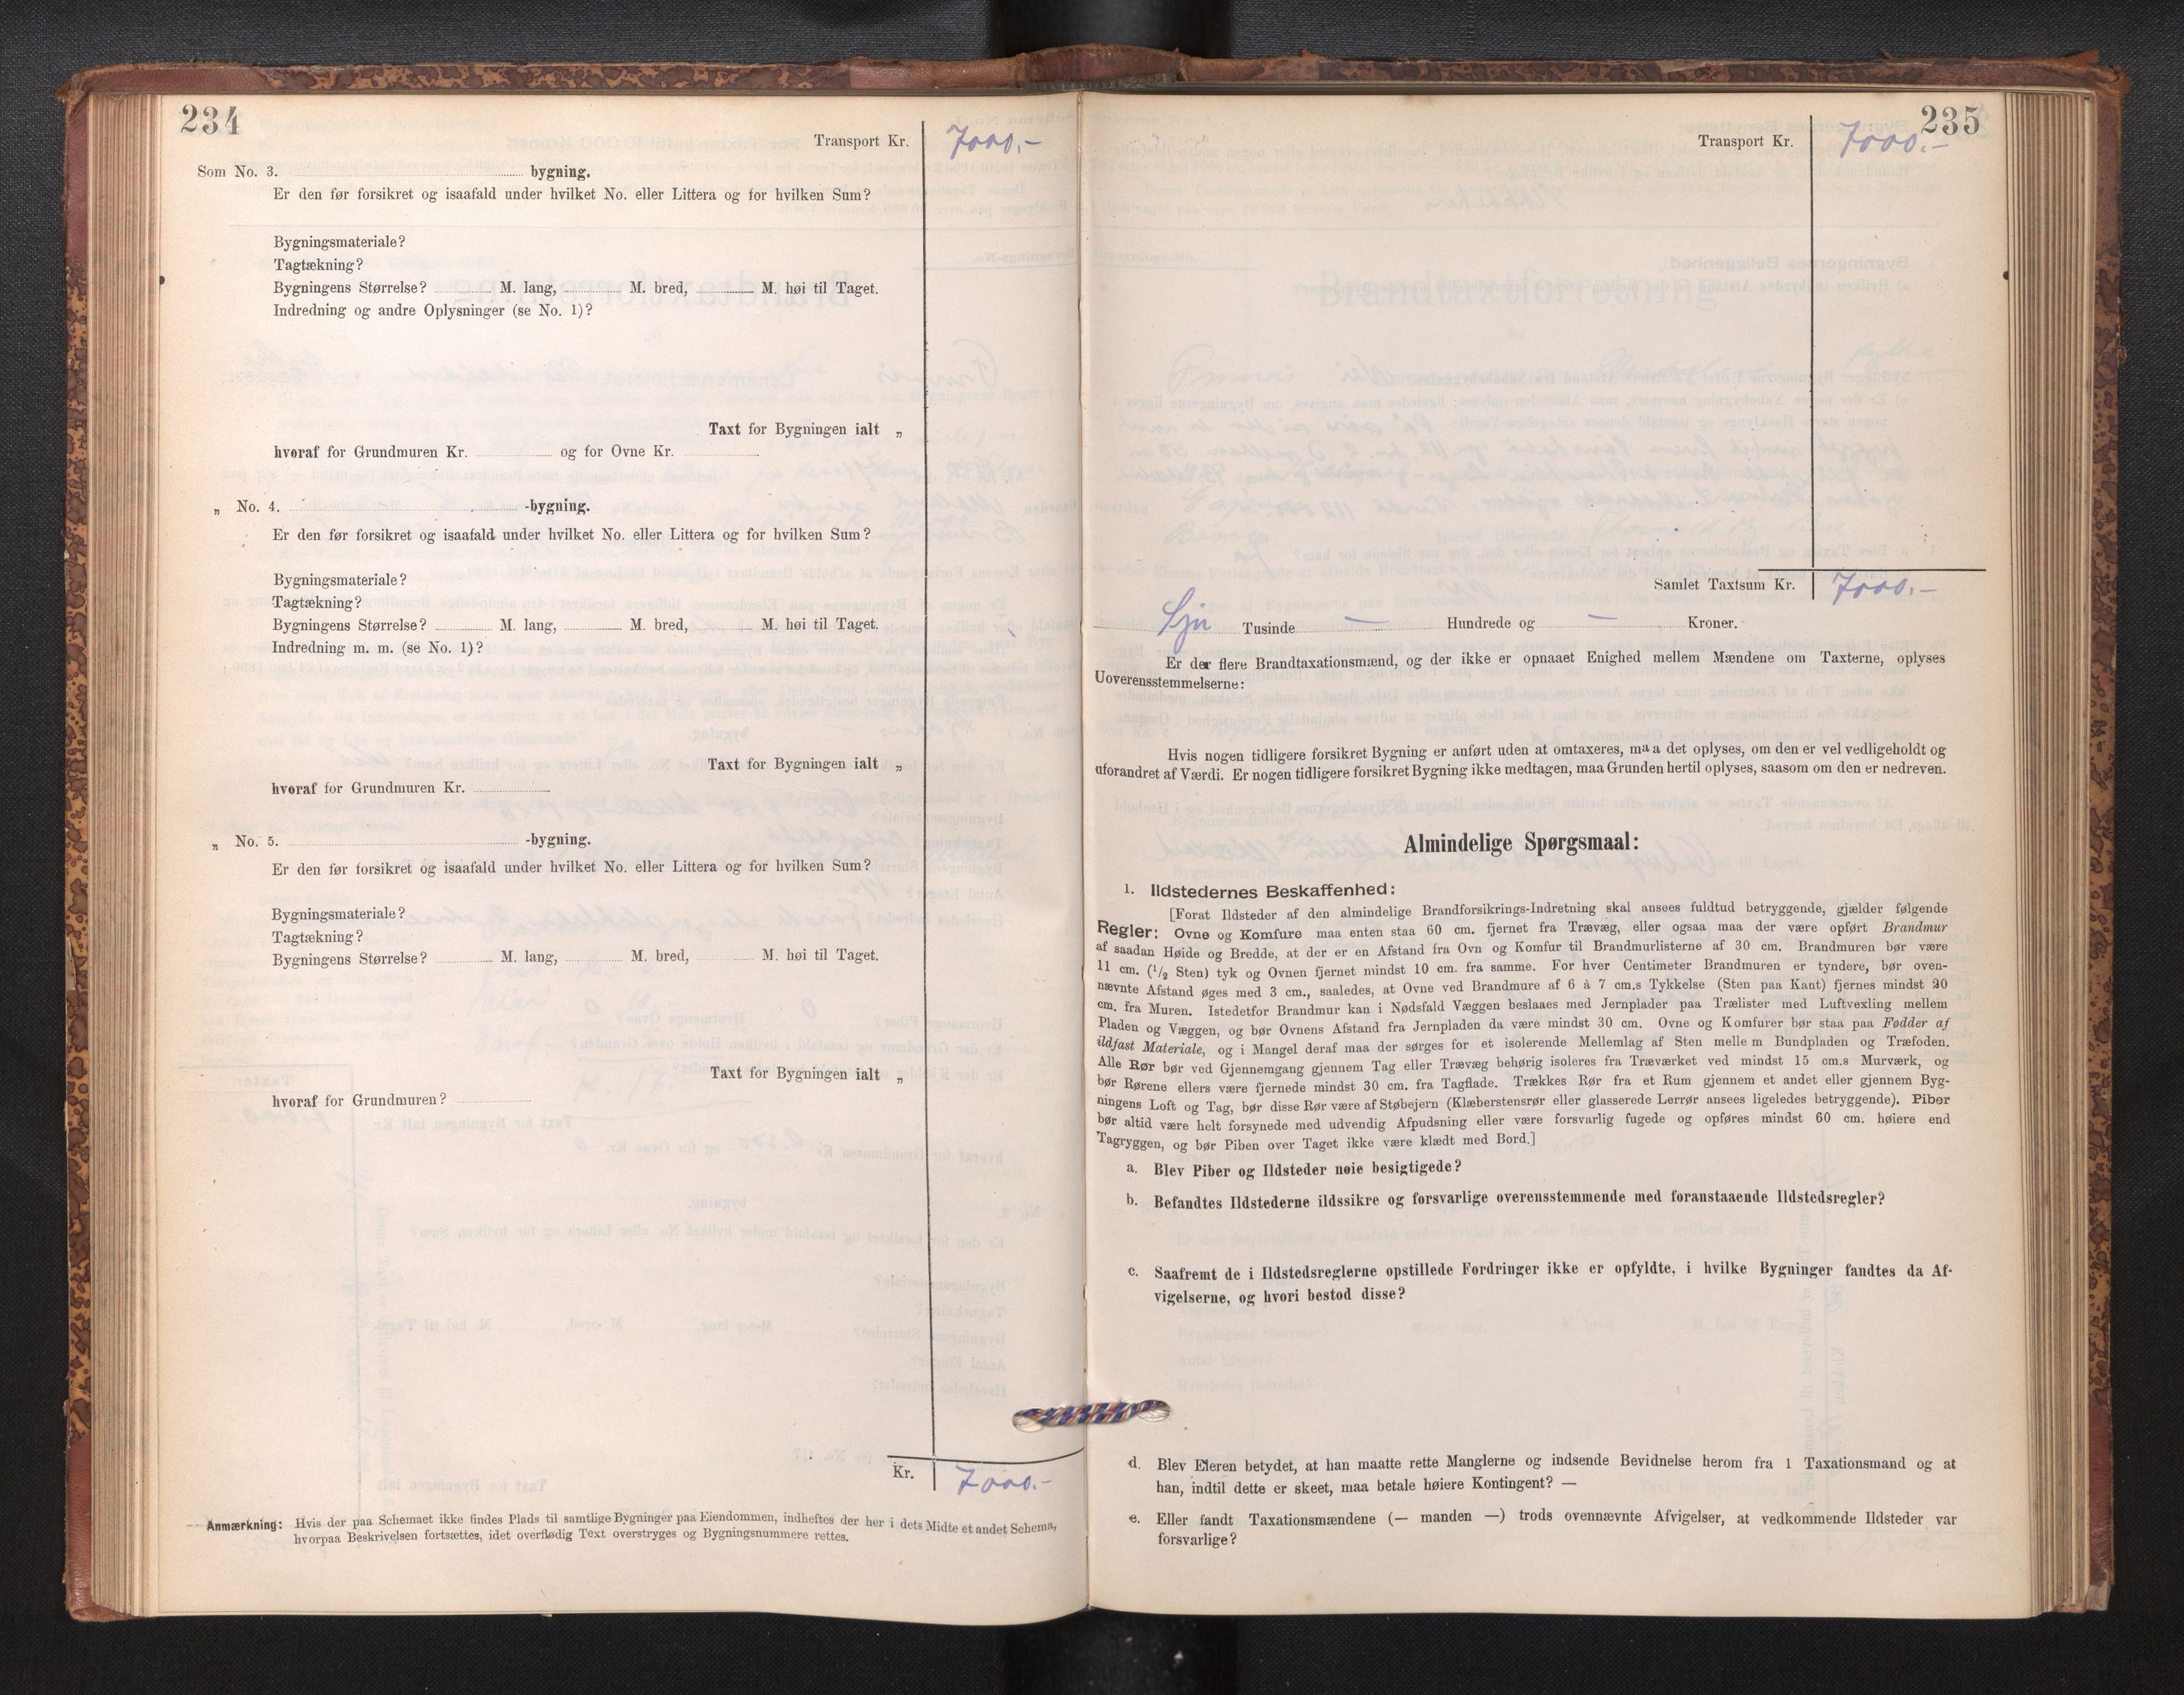 234
Transport Kr. 7000.-
Som No. 3. bygning.
Er den før forsikret og isaafald under hvilket No. eller Littera og for hvilken Sum?
Bygningsmateriale?
Tagtækning?
Bygningens Størrelse? M. lang, M. bred, M. høi til Taget.
Indredning og andre Oplysninger (se No. 1)?
Taxt for Bygningen ialt „
hvoraf for Grundmuren Kr. og for Ovne Kr.
„ No. 4. -bygning.
Er den før forsikret og isaafald under hvilket No. eller Littera og for hvilken Sum?
Bygningsmateriale?
Tagtækning?
Bygningens Størrelse? M. lang, M. bred, M. høi til Taget.
Indredning m. m. (se No. 1)?
Taxt for Bygningen ialt „
hvoraf for Grundmuren Kr.
„ No. 5. -bygning.
Er den før forsikret og isaafald under hvilket No. eller Littera og for hvilken Sum?
Bygningsmateriale?
Tagtækning?
Bygningens Størrelse? M. lang, M. bred, M. høi til Taget.
Taxt for Bygningen ialt „
hvoraf for Grundmuren?
Kr. 7000.-
Anmærkning: Hvis der paa Schemaet ikke findes Plads til samtlige Bygninger paa Eiendommen, indheftes der her i dets Midte et andet Schema,
hvorpaa Beskrivelsen fortsættes, idet overflødig Text overstryges og Bygningsnummere rettes.
235
Transport Kr. 7000.-
Samlet Taxtsum Kr. 7000.-
Syv Tusinde — Hundrede og — Kroner.
Er der flere Brandtaxationsmænd, og der ikke er opnaaet Enighed mellem Mændene om Taxterne, oplyses
Uoverensstemmelserne:
Hvis nogen tidligere forsikret Bygning er anført uden at omtaxeres, maa det oplyses, om den er vel vedligeholdt og
uforandret af Værdi. Er nogen tidligere forsikret Bygning ikke medtagen, maa Grunden hertil oplyses, saasom om den er nedreven.
Almindelige Spørgsmaal:
1. Ildstedernes Beskaffenhed:
[Forat Ildsteder af den almindelige Brandforsikrings-Indretning skal ansees fuldtud betryggende, gjælder følgende
Regler: Ovne og Komfure maa enten staa 60 cm. fjernet fra Trævæg, eller ogsaa maa der være opført Brandmur
af saadan Høide og Bredde, at der er en Afstand fra Ovn og Komfur til Brandmurlisterne af 30 cm. Brandmuren bør være
11 cm. (1/2 Sten) tyk og Ovnen fjernet mindst 10 cm. fra samme. For hver Centimeter Brandmuren er tyndere, bør oven-
nævnte Afstand øges med 3 cm., saaledes, at Ovne ved Brandmure af 6 à 7 cm.s Tykkelse (Sten paa Kant) fjernes mindst 20
cm. fra Muren. Istedetfor Brandmur kan i Nødsfald Væggen beslaaes med Jernplader paa Trælister med Luftvexling mellem
Pladen og Væggen, og bør Ovnens Afstand fra Jernpladen da være mindst 30 cm. Ovne og Komfurer bør staa paa Fødder af
ildfast Materiale, og i Mangel deraf maa der sørges for et isolerende Mellemlag af Sten mellem Bundpladen og Træfoden.
Alle Rør bør ved Gjennemgang gjennem Tag eller Trævæg behørig isoleres fra Træværket ved mindst 15 cm.s Murværk, og
bør Rørene ellers være fjernede mindst 30 cm. fra Tagflade. Trækkes Rør fra et Rum gjennem et andet eller gjennem Byg-
ningens Loft og Tag, bør disse Rør være af Støbejern (Klæberstensrør eller glasserede Lerrør ansees ligeledes betryggende). Piber
bør altid være helt forsynede med udvendig Afpudsning eller være forsvarlig fugede og opføres mindst 60 cm. høiere end
Tagryggen, og bør Piben over Taget ikke være klædt med Bord.]
a. Blev Piber og Ildsteder nøie besigtigede?
b. Befandtes Ildstederne ildssikre og forsvarlige overensstemmende med foranstaaende Ildstedsregler?
c. Saafremt de i Ildstedsreglerne opstillede Fordringer ikke er opfyldte, i hvilke Bygninger fandtes da Af-
vigelserne, og hvori bestod disse?
d. Blev Eieren betydet, at han maatte rette Manglerne og indsende Bevidnelse herom fra 1 Taxationsmand og at
han, indtil dette er skeet, maa betale høiere Kontingent? —
e. Eller fandt Taxationsmændene (— manden —) trods ovennævnte Afvigelser, at vedkommende Ildsteder var
forsvarlige?